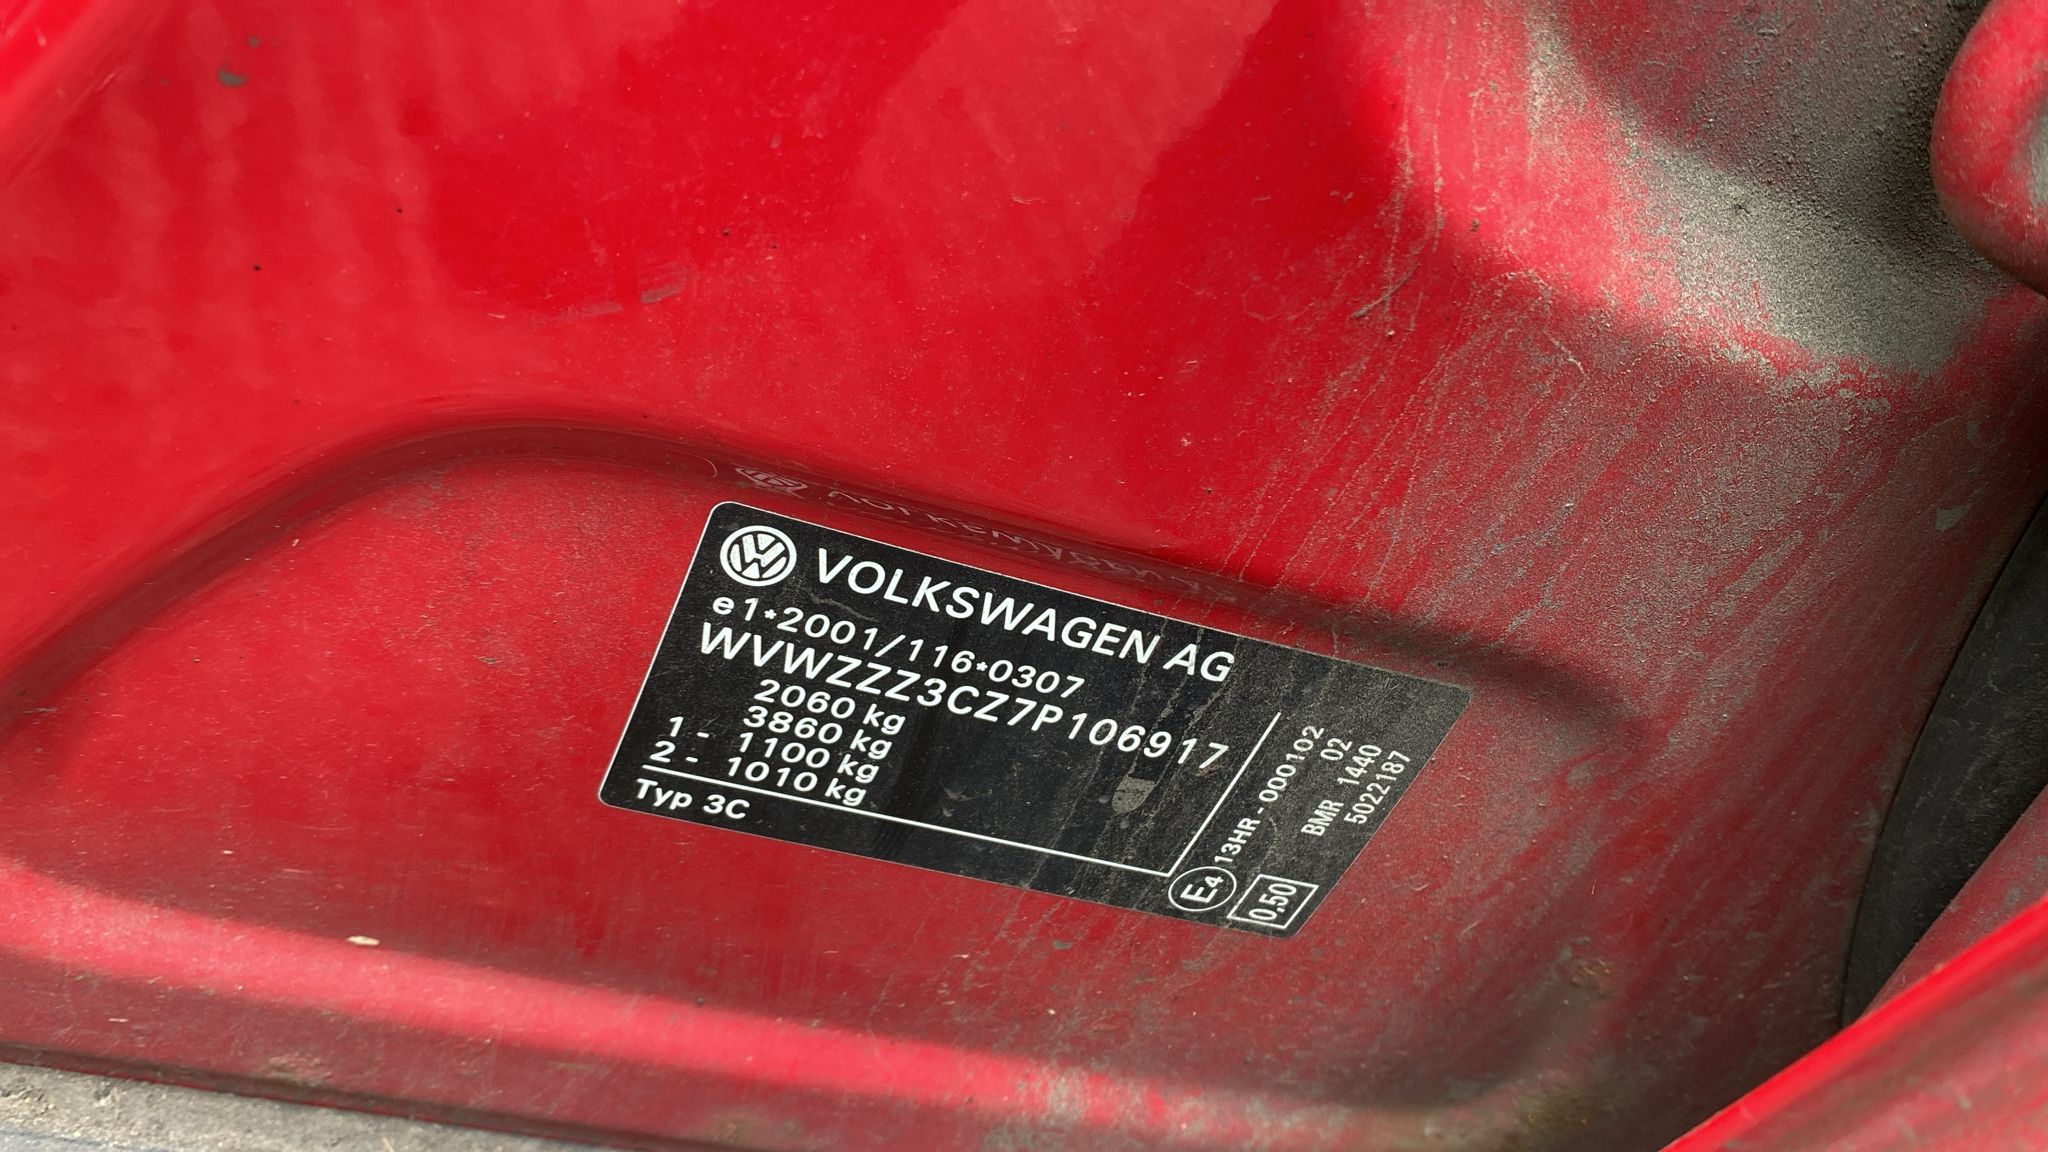 VOLKSWAGEN AG
e1*2001/116*0307
WVWZZZ3CZ7P106917
2060 kg
3860 kg
1 - 1100 kg
2 - 1010 kg
Typ 3C
E4 13HR-000102
02
BMR 1440
5022187
0,50